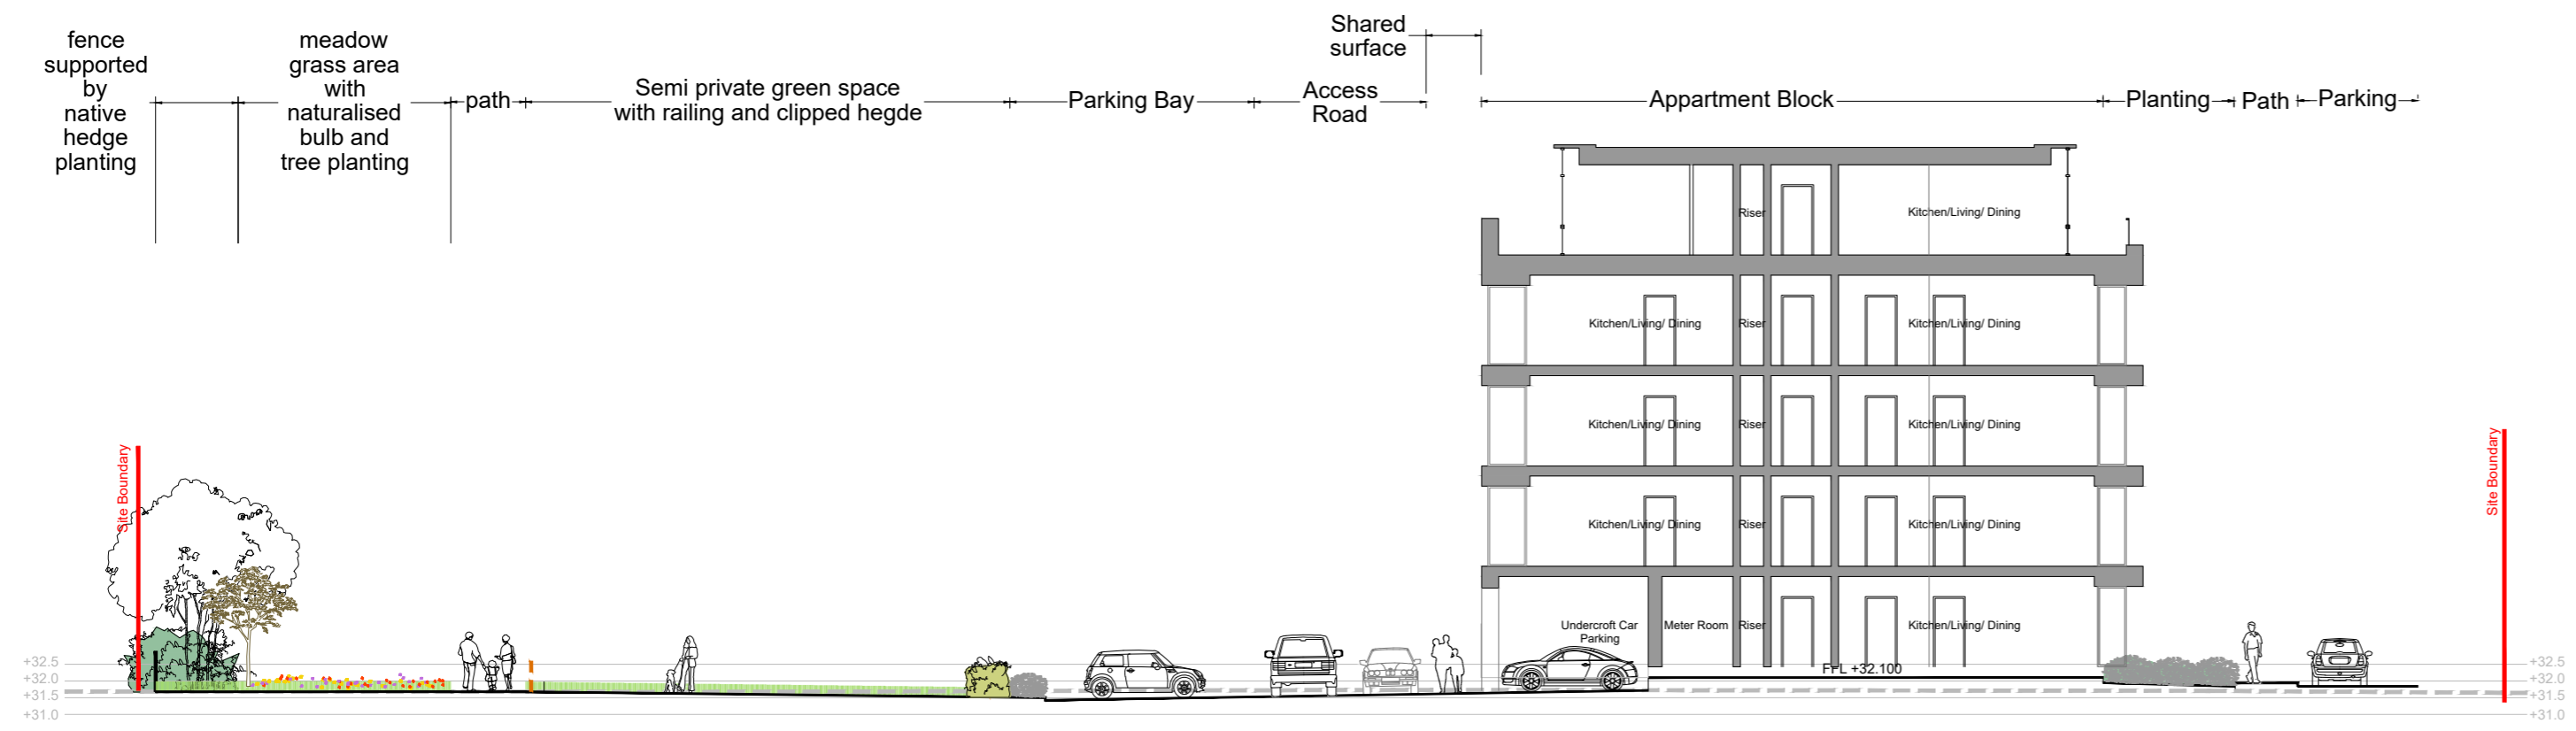 fence
supported
by
native
hedge
planting
meadow
grass area
with
naturalised
bulb and
tree planting
path
Semi private green space
with railing and clipped hegde
Parking Bay
Access
Road
Shared
surface
Appartment Block
Planting
Path
Parking
Riser
Kitchen/Living/ Dining
Kitchen/Living/ Dining
Riser
Kitchen/Living/ Dining
Kitchen/Living/ Dining
Riser
Kitchen/Living/ Dining
Kitchen/Living/ Dining
Riser
Kitchen/Living/ Dining
Undercroft Car
Parking
Meter Room
Riser
Kitchen/Living/ Dining
FFL +32.100
Site Boundary
Site Boundary
+32.5
+32.0
+31.5
+31.0
+32.5
+32.0
+31.5
+31.0